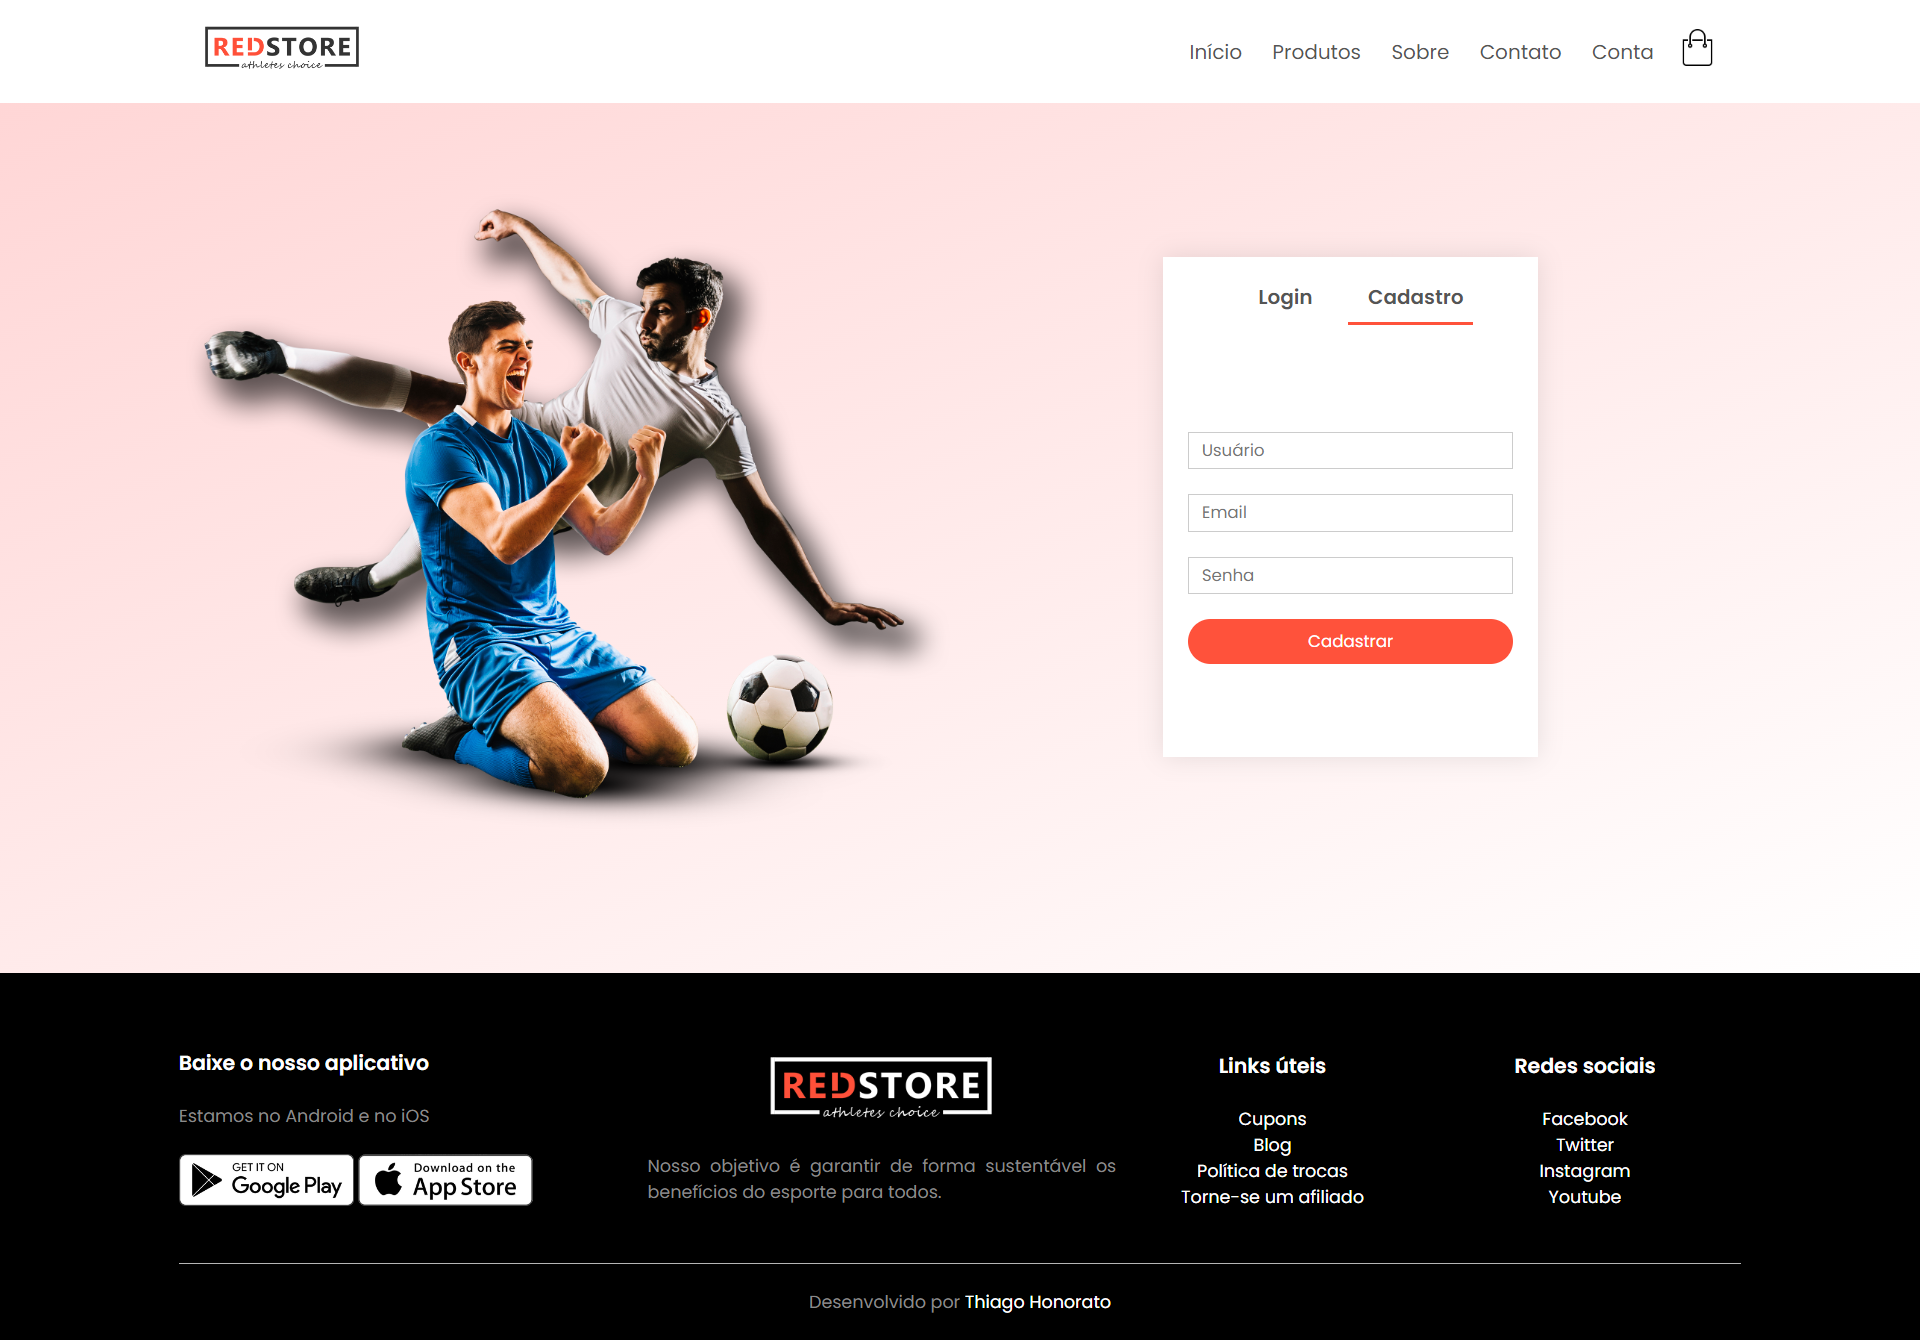 REDSTORE
athletes choice
Início Produtos Sobre Contato Conta
Login Cadastro
Usuário
Email
Senha
Cadastrar
Baixe o nosso aplicativo
Estamos no Android e no iOS
GET IT ON
Google Play
Download on the
App Store
REDSTORE
athletes choice
Nosso objetivo é garantir de forma sustentável os
benefícios do esporte para todos.
Links úteis
Cupons
Blog
Política de trocas
Torne-se um afiliado
Redes sociais
Facebook
Twitter
Instagram
Youtube
Desenvolvido por Thiago Honorato